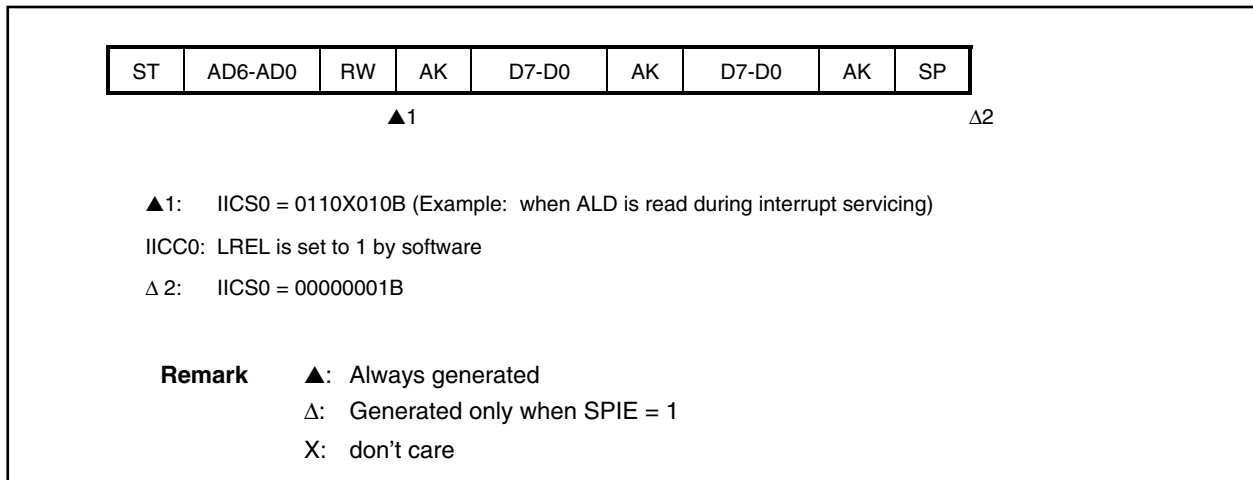 ST AD6-AD0 RW AK D7-D0 AK D7-D0 AK SP
▲1 Δ2
▲1: IICS0 = 0110X010B (Example: when ALD is read during interrupt servicing)
IICC0: LREL is set to 1 by software
Δ 2: IICS0 = 00000001B
Remark ▲: Always generated
Δ: Generated only when SPIE = 1
X: don't care